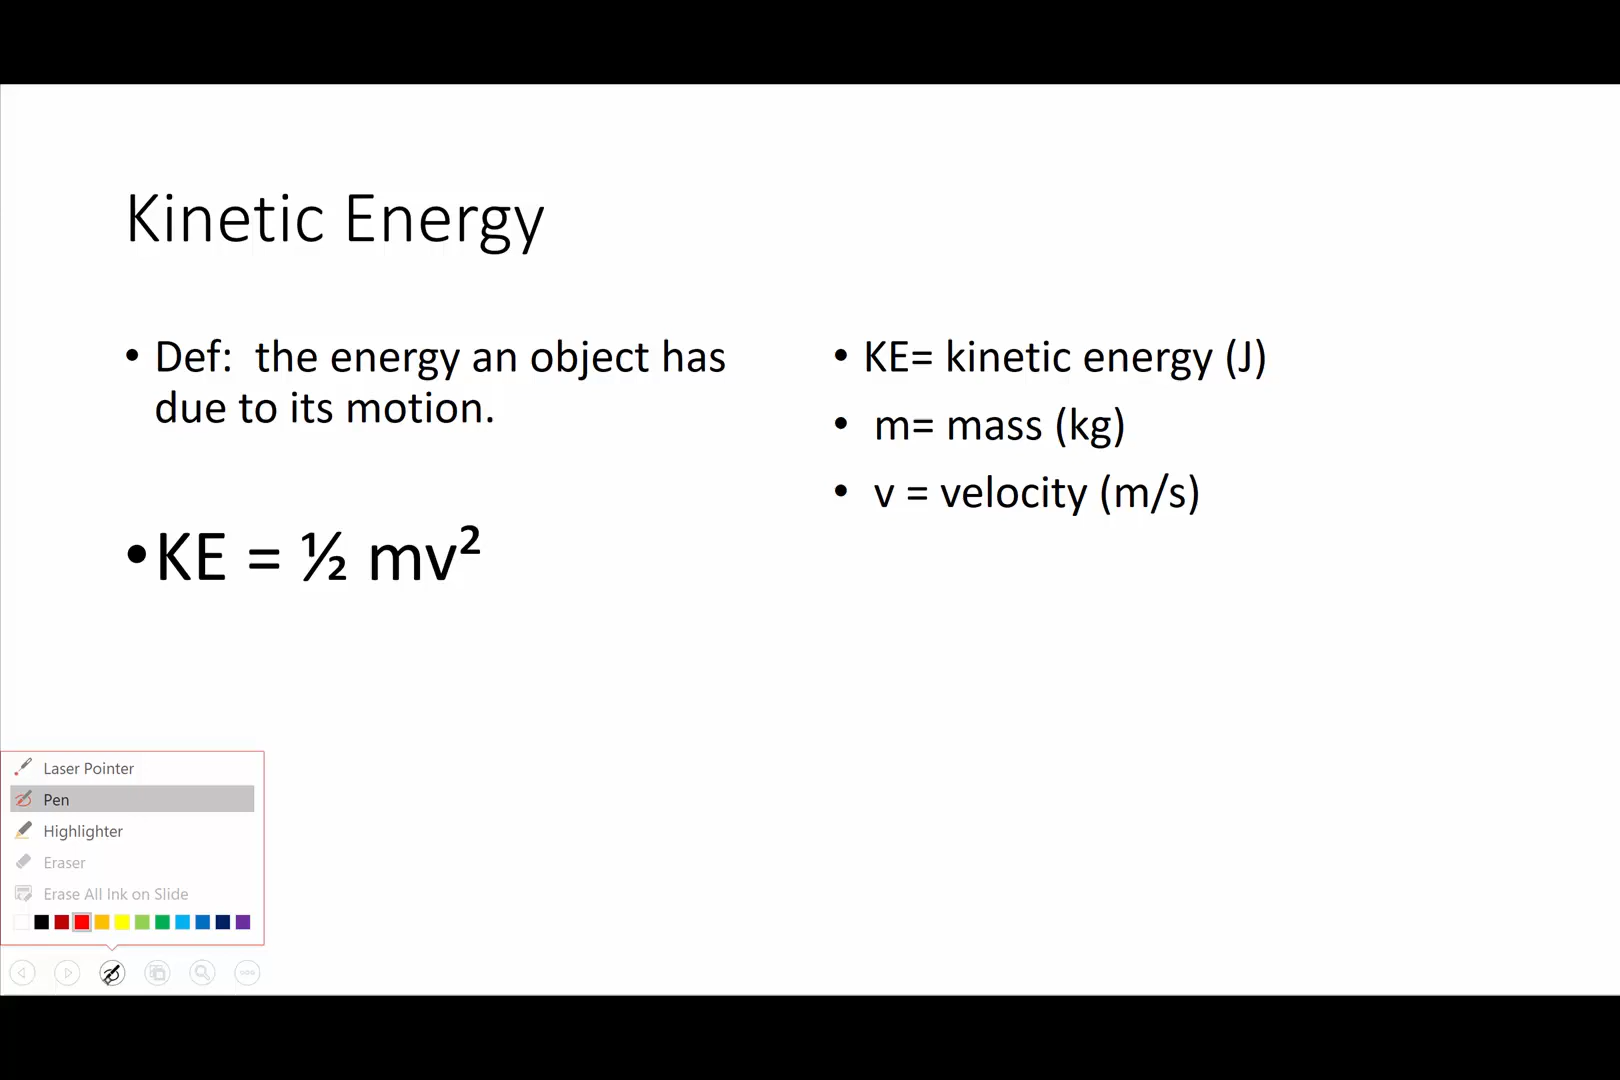 Kinetic Energy
• Def:  the energy an object has
due to its motion.
• KE = ½ mv²
• KE= kinetic energy (J)
• m= mass (kg)
• v = velocity (m/s)
Laser Pointer
Pen
Highlighter
Eraser
Erase All Ink on Slide